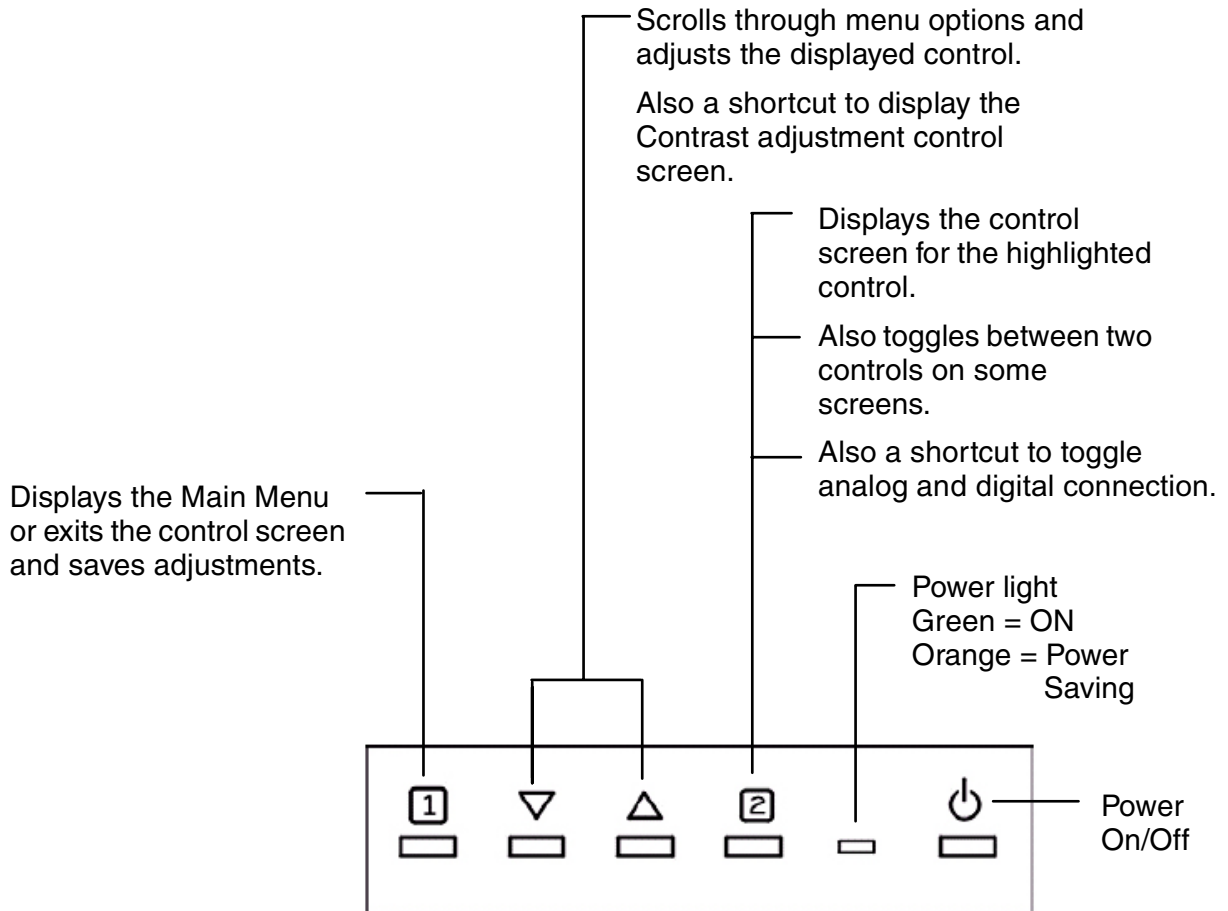 Scrolls through menu options and
adjusts the displayed control.
Also a shortcut to display the
Contrast adjustment control
screen.
Displays the control
screen for the highlighted
control.
Also toggles between two
controls on some
screens.
Also a shortcut to toggle
analog and digital connection.
Displays the Main Menu
or exits the control screen
and saves adjustments.
Power light
Green = ON
Orange = Power
Saving
1
2
Power
On/Off